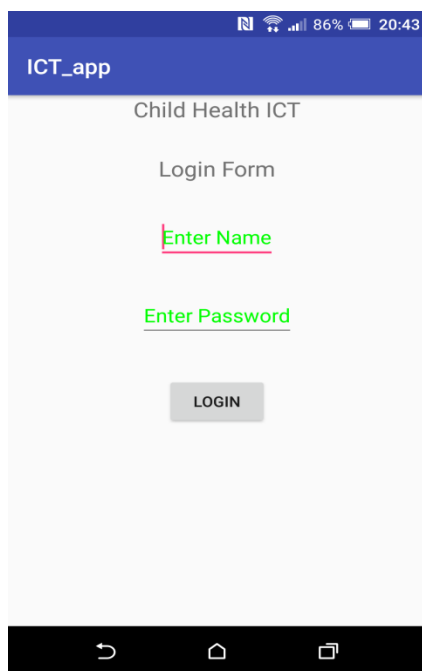 86% 20:43
ICT_app
Child Health ICT
Login Form
Enter Name
Enter Password
LOGIN